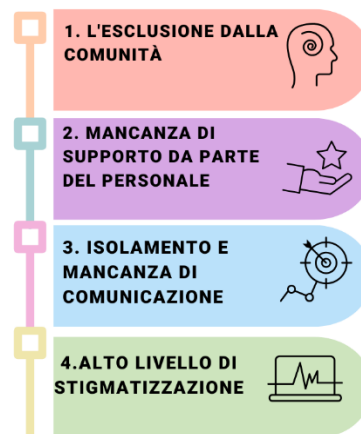 1. L'ESCLUSIONE DALLA
COMUNITÀ
2. MANCANZA DI
SUPPORTO DA PARTE
DEL PERSONALE
3. ISOLAMENTO E
MANCANZA DI
COMUNICAZIONE
4.ALTO LIVELLO DI
STIGMATIZZAZIONE